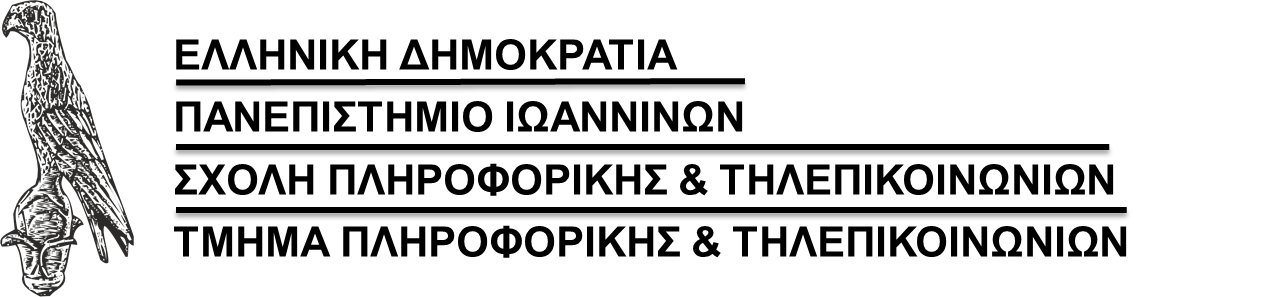 ΕΛΛΗΝΙΚΗ ΔΗΜΟΚΡΑΤΙΑ
ΠΑΝΕΠΙΣΤΗΜΙΟ ΙΩΑΝΝΙΝΩΝ
ΣΧΟΛΗ ΠΛΗΡΟΦΟΡΙΚΗΣ & ΤΗΛΕΠΙΚΟΙΝΩΝΙΩΝ
ΤΜΗΜΑ ΠΛΗΡΟΦΟΡΙΚΗΣ & ΤΗΛΕΠΙΚΟΙΝΩΝΙΩΝ